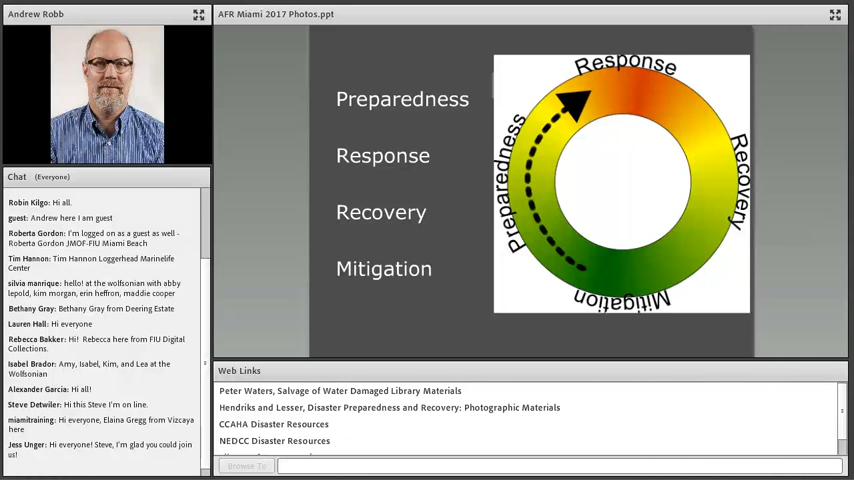 Andrew Robb
AFR Miami 2017 Photos.ppt
Preparedness
Response
Recovery
Mitigation
Response
Recovery
Mitigation
Preparedness
Chat (Everyone)
Robin Kilgo: Hi all.
guest: Andrew here I am guest
Roberta Gordon: I'm logged on as a guest as well -
Roberta Gordon JMOF-FIU Miami Beach
Tim Hannon: Tim Hannon Loggerhead Marinelife
Center
silvia manrique: hello! at the wolfsonian with abby
lepold, kim morgan, erin heffron, maddie cooper
Bethany Gray: Bethany Gray from Deering Estate
Lauren Hall: Hi everyone
Rebecca Bakker: Hi! Rebecca here from FIU Digital
Collections.
Isabel Brador: Amy, Isabel, Kim, and Lea at the
Wolfsonian
Alexander Garcia: Hi all!
Steve Detwiler: Hi this Steve I'm on line.
miamitraining: Hi everyone, Elaina Gregg from Vizcaya
here
Jess Unger: Hi everyone! Steve, I'm glad you could join
us!
Web Links
Peter Waters, Salvage of Water Damaged Library Materials
Hendriks and Lesser, Disaster Preparedness and Recovery: Photographic Materials
CCAHA Disaster Resources
NEDCC Disaster Resources
Browse To